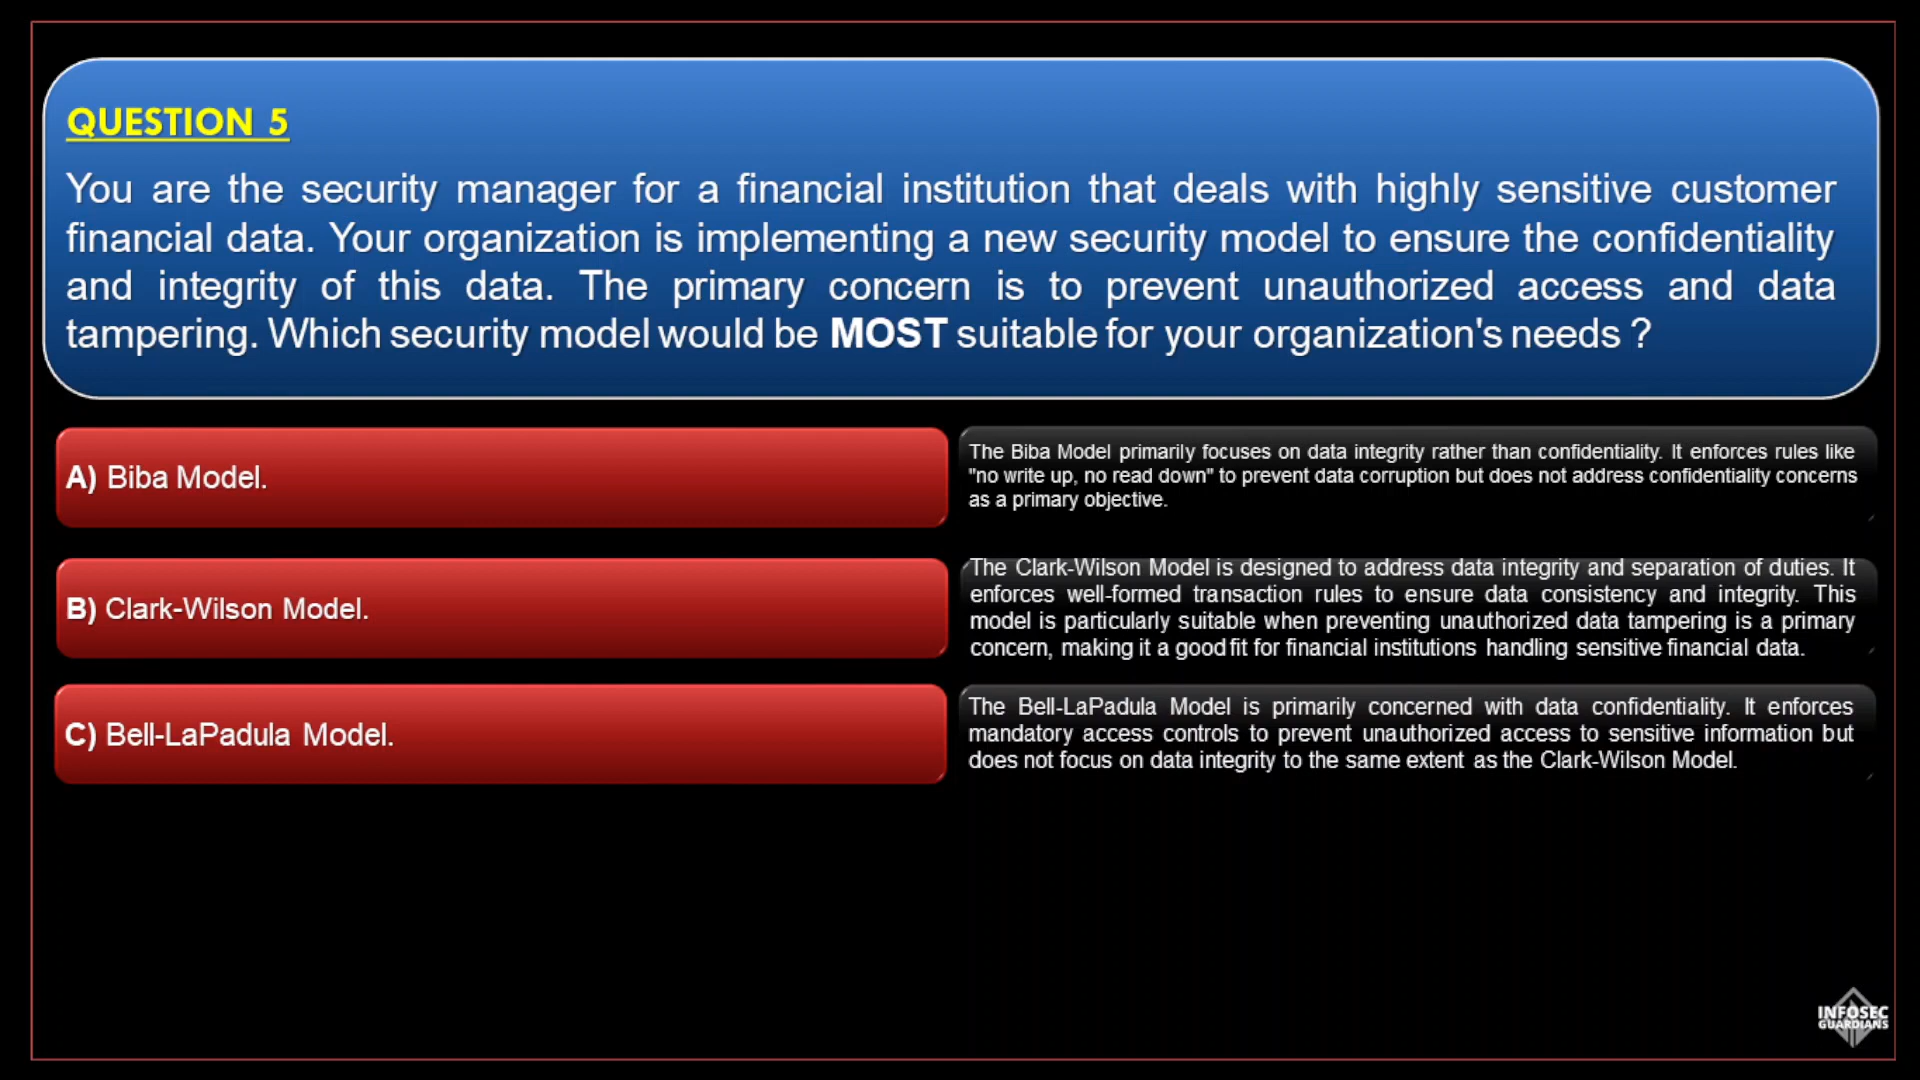 QUESTION 5
You are the security manager for a financial institution that deals with highly sensitive customer
financial data. Your organization is implementing a new security model to ensure the confidentiality
and integrity of this data. The primary concern is to prevent unauthorized access and data
tampering. Which security model would be MOST suitable for your organization's needs ?
A) Biba Model.
The Biba Model primarily focuses on data integrity rather than confidentiality. It enforces rules like
"no write up, no read down" to prevent data corruption but does not address confidentiality concerns
as a primary objective.
B) Clark-Wilson Model.
The Clark-Wilson Model is designed to address data integrity and separation of duties. It
enforces well-formed transaction rules to ensure data consistency and integrity. This
model is particularly suitable when preventing unauthorized data tampering is a primary
concern, making it a good fit for financial institutions handling sensitive financial data.
C) Bell-LaPadula Model.
The Bell-LaPadula Model is primarily concerned with data confidentiality. It enforces
mandatory access controls to prevent unauthorized access to sensitive information but
does not focus on data integrity to the same extent as the Clark-Wilson Model.
INFOSEC
GUARDIANS